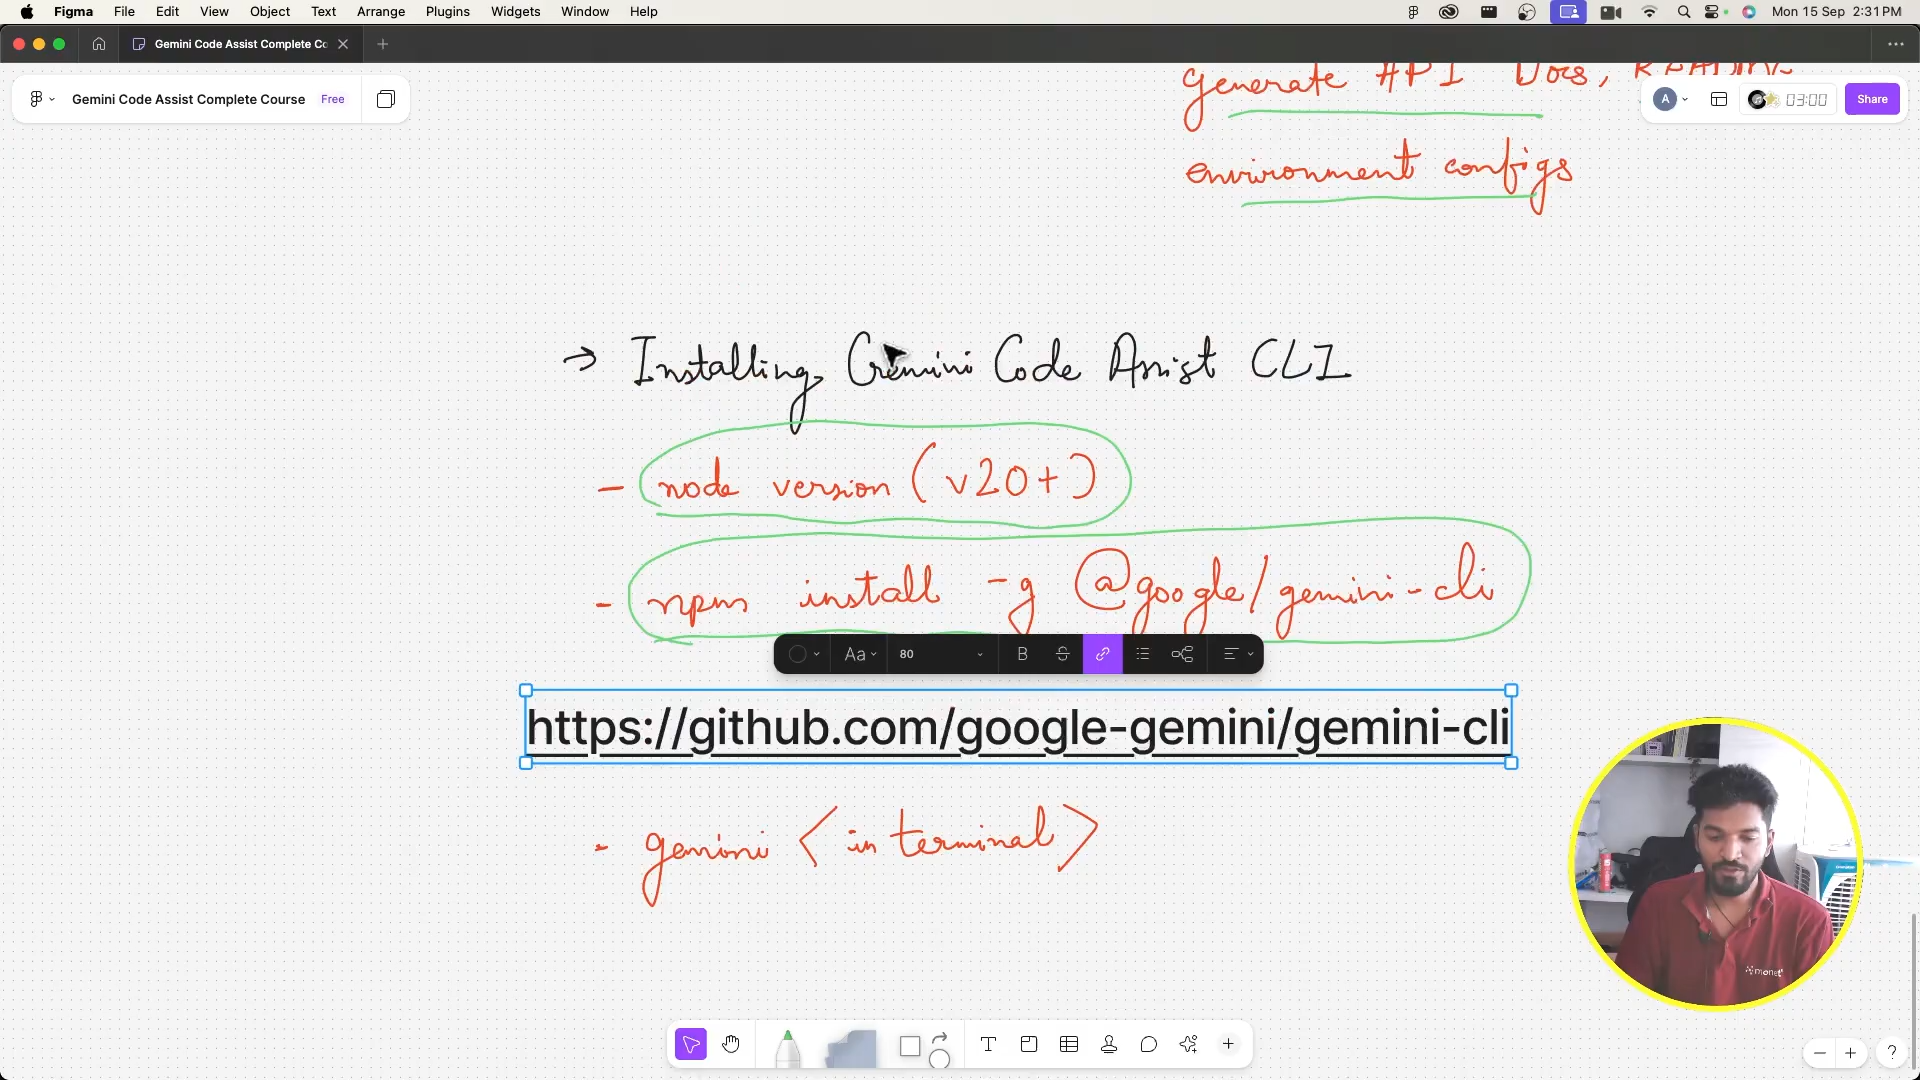 Figma File Edit View Object Text Arrange Plugins Widgets Window Help Mon 15 Sep 2:31 PM
Gemini Code Assist Complete Co
Gemini Code Assist Complete Course Free
A 03:00 Share
generate API Docs, README
environment configs
→ Installing Gemini Code Assist CLI
- node version (v20+)
- npm install -g @google/gemini-cli
Aa 80 B S
https://github.com/google-gemini/gemini-cli
- gemini <in terminal>
monet
T
?